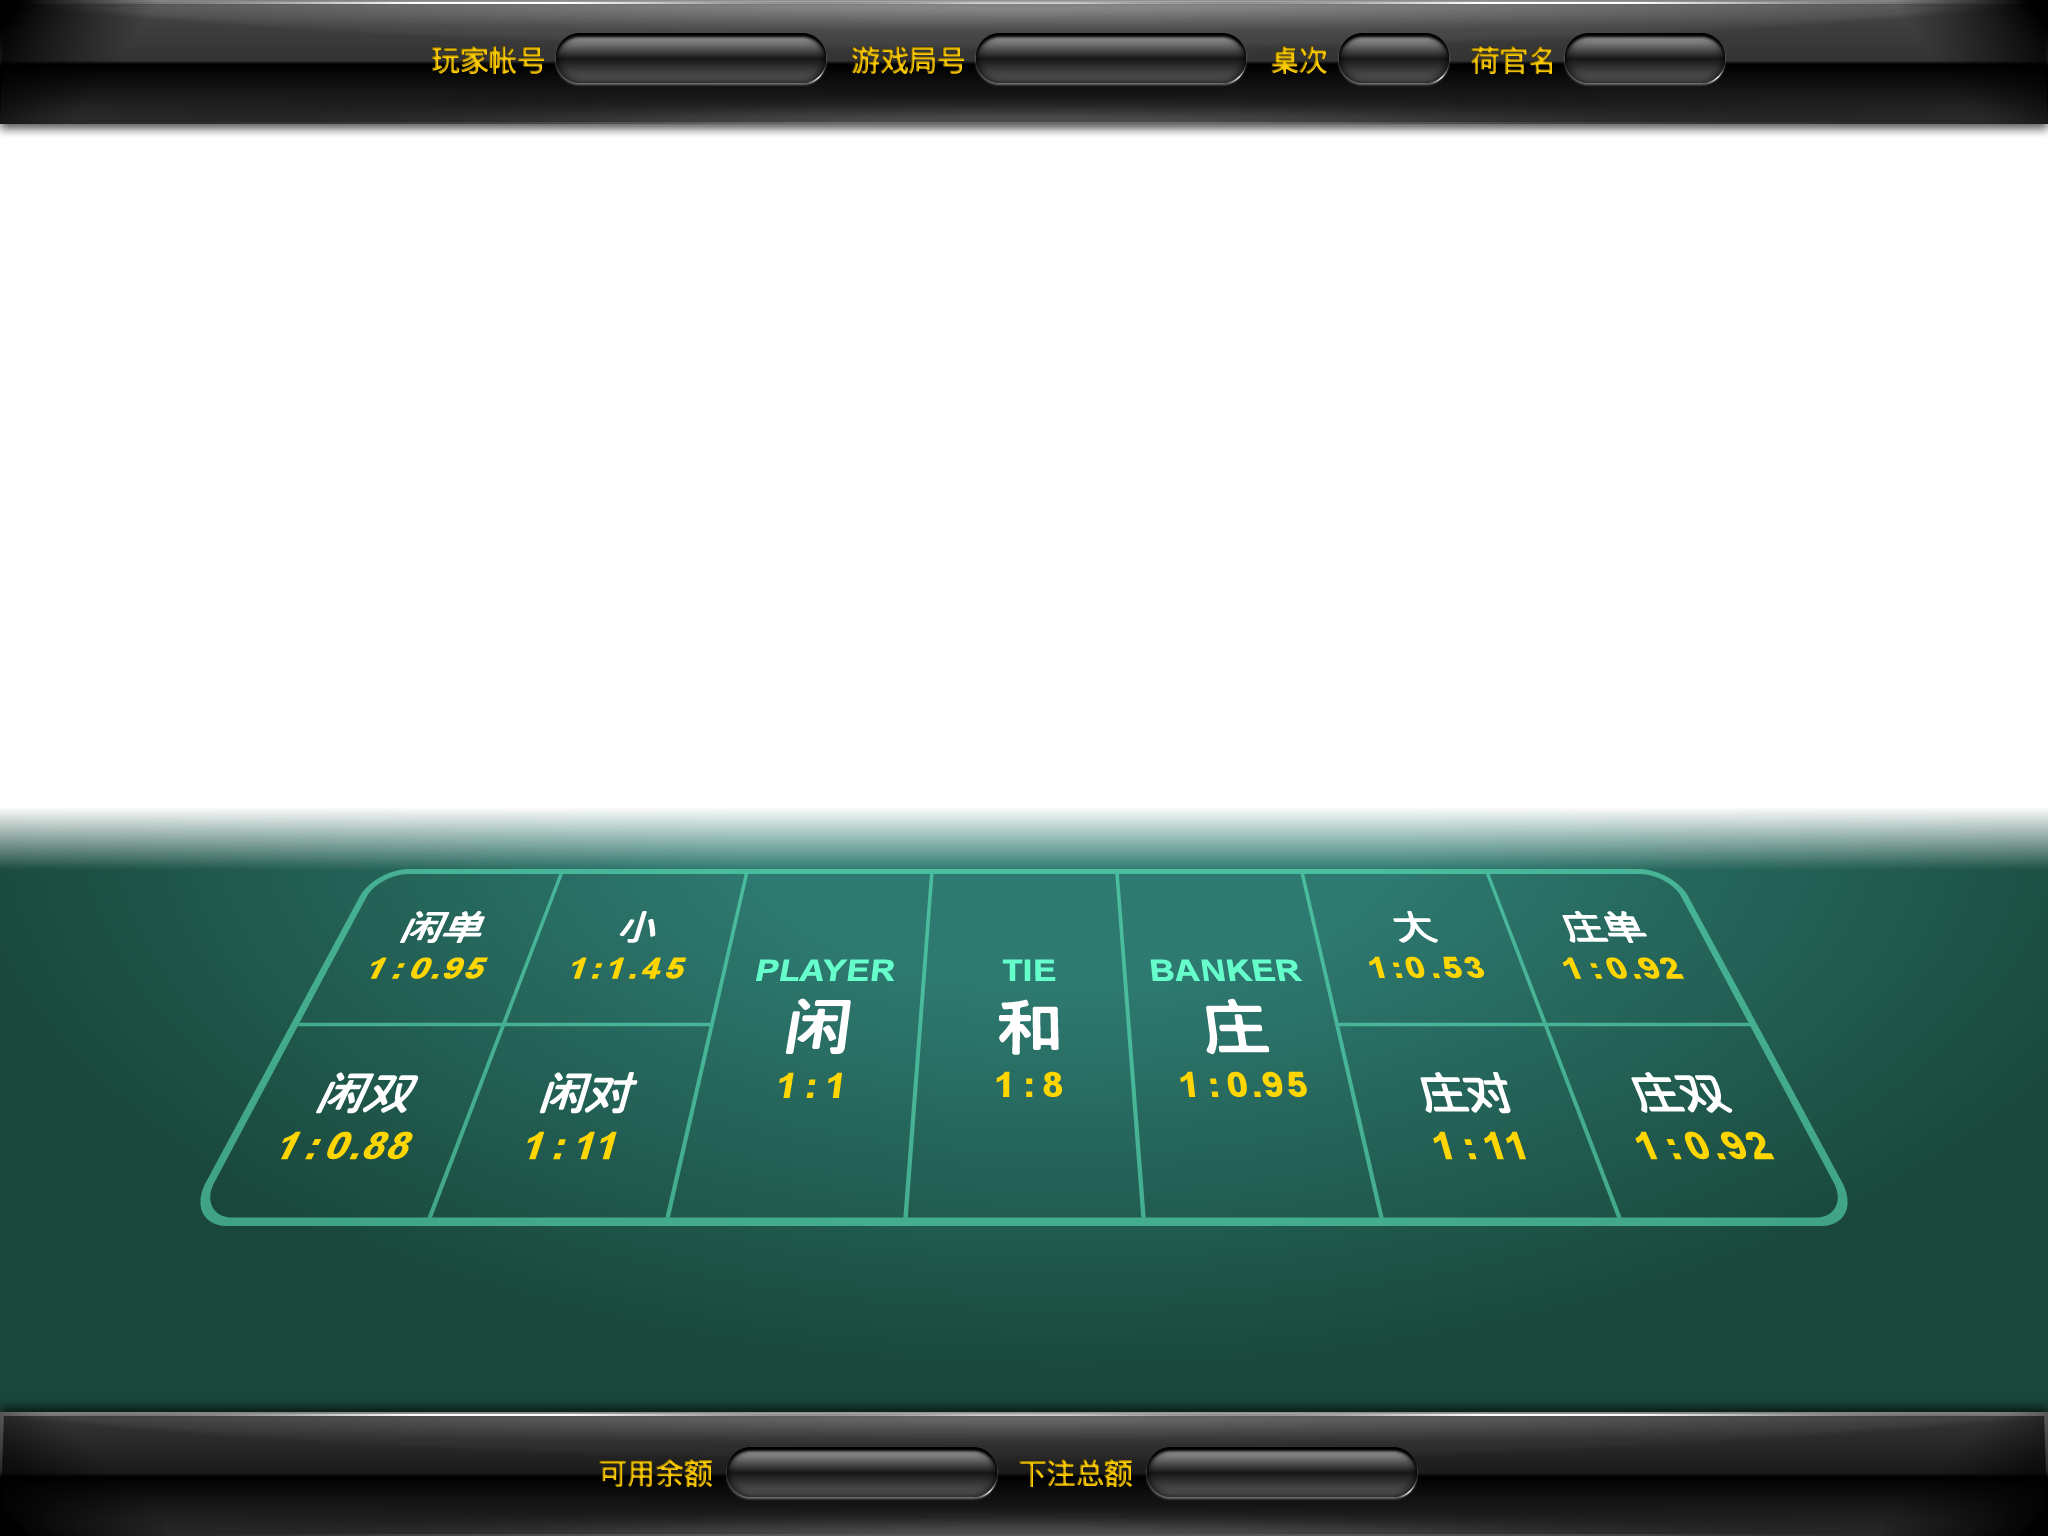 玩家帐号 游戏局号 桌次 荷官名
闲单 小 大 庄单
1:0.95 1:1.45 1:0.53 1:0.92
PLAYER TIE BANKER
闲 和 庄
1:1 1:8 1:0.95
闲双 闲对 庄对 庄双
1:0.88 1:11 1:11 1:0.92
可用余额 下注总额